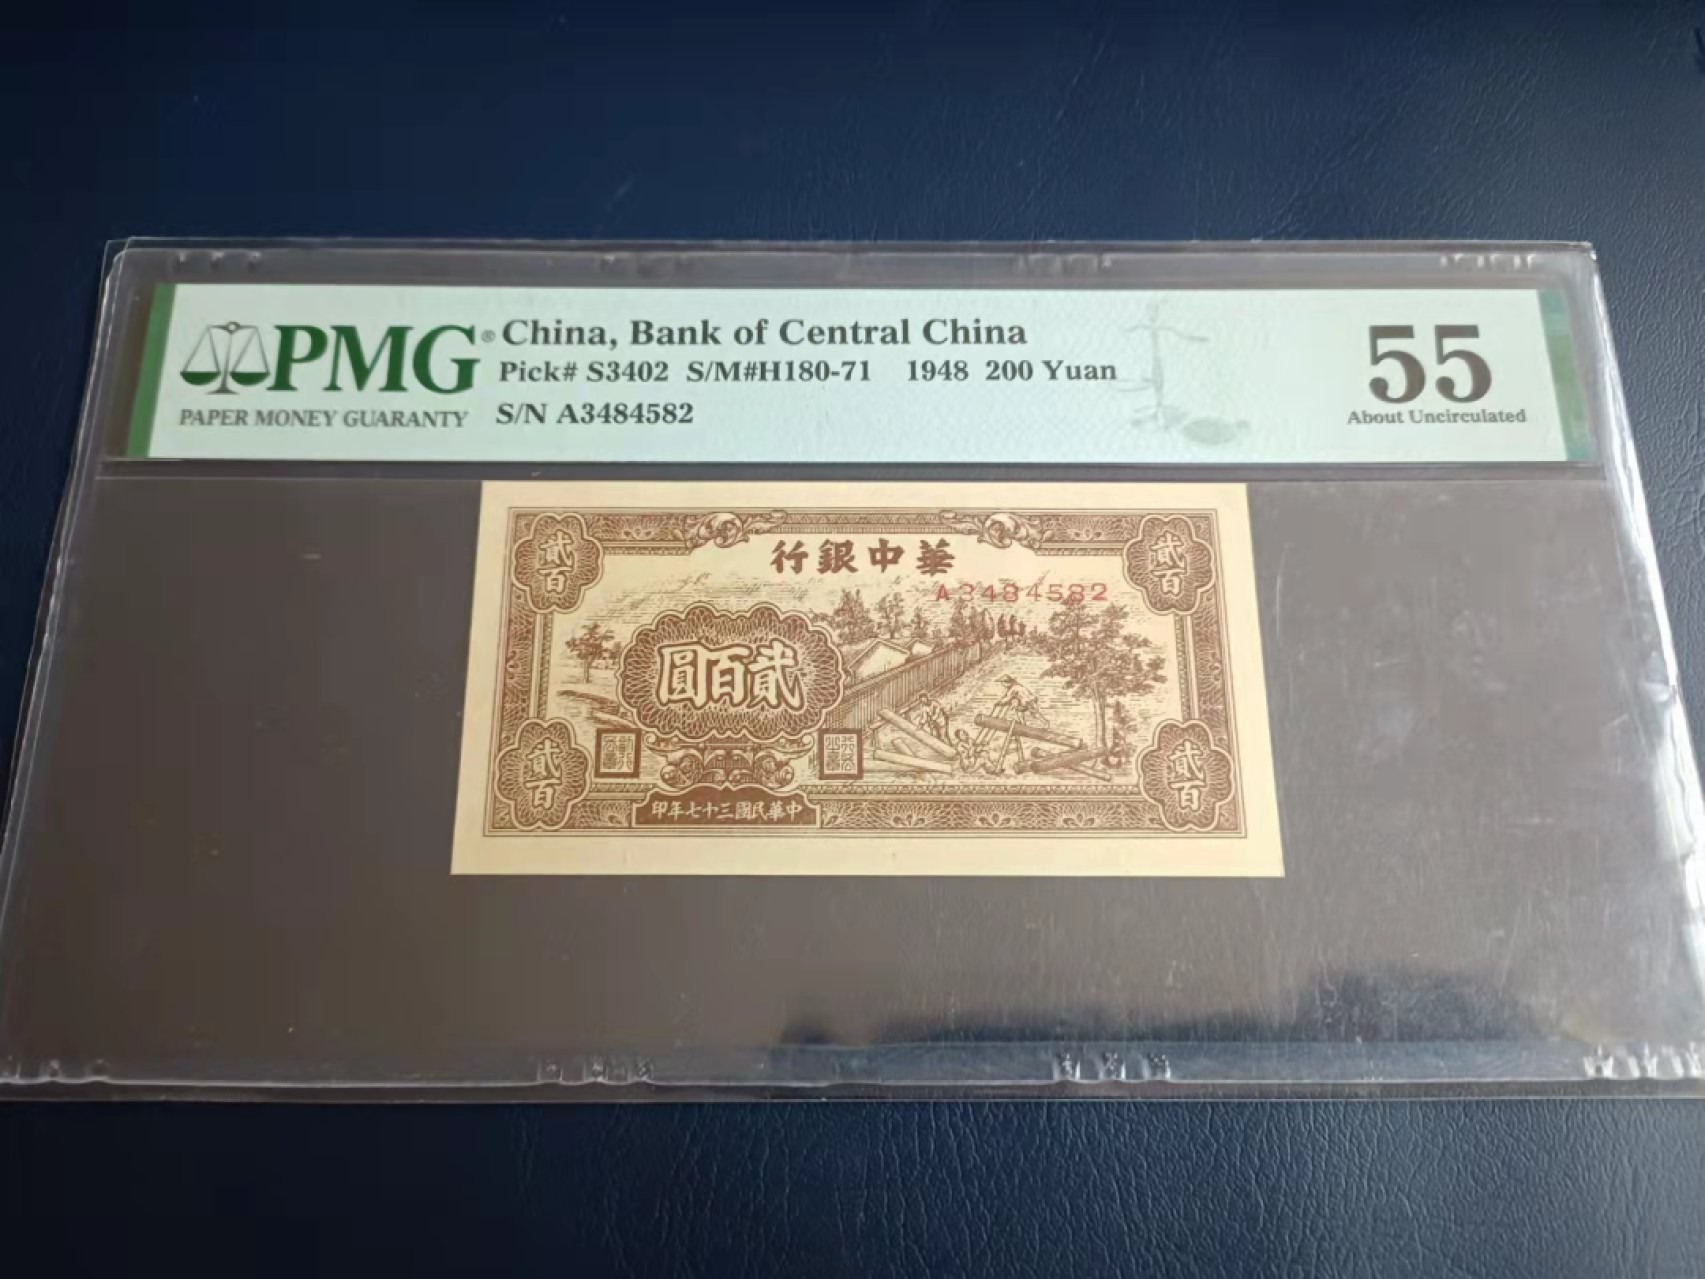 PMG® China, Bank of Central China
Pick# S3402 S/M#H180-71 1948 200 Yuan
PAPER MONEY GUARANTY S/N A3484582
55
About Uncirculated
行銀中華
A3484582
貳百
貳百
圓百貳
貳百
貳百
印年七十三國民華中